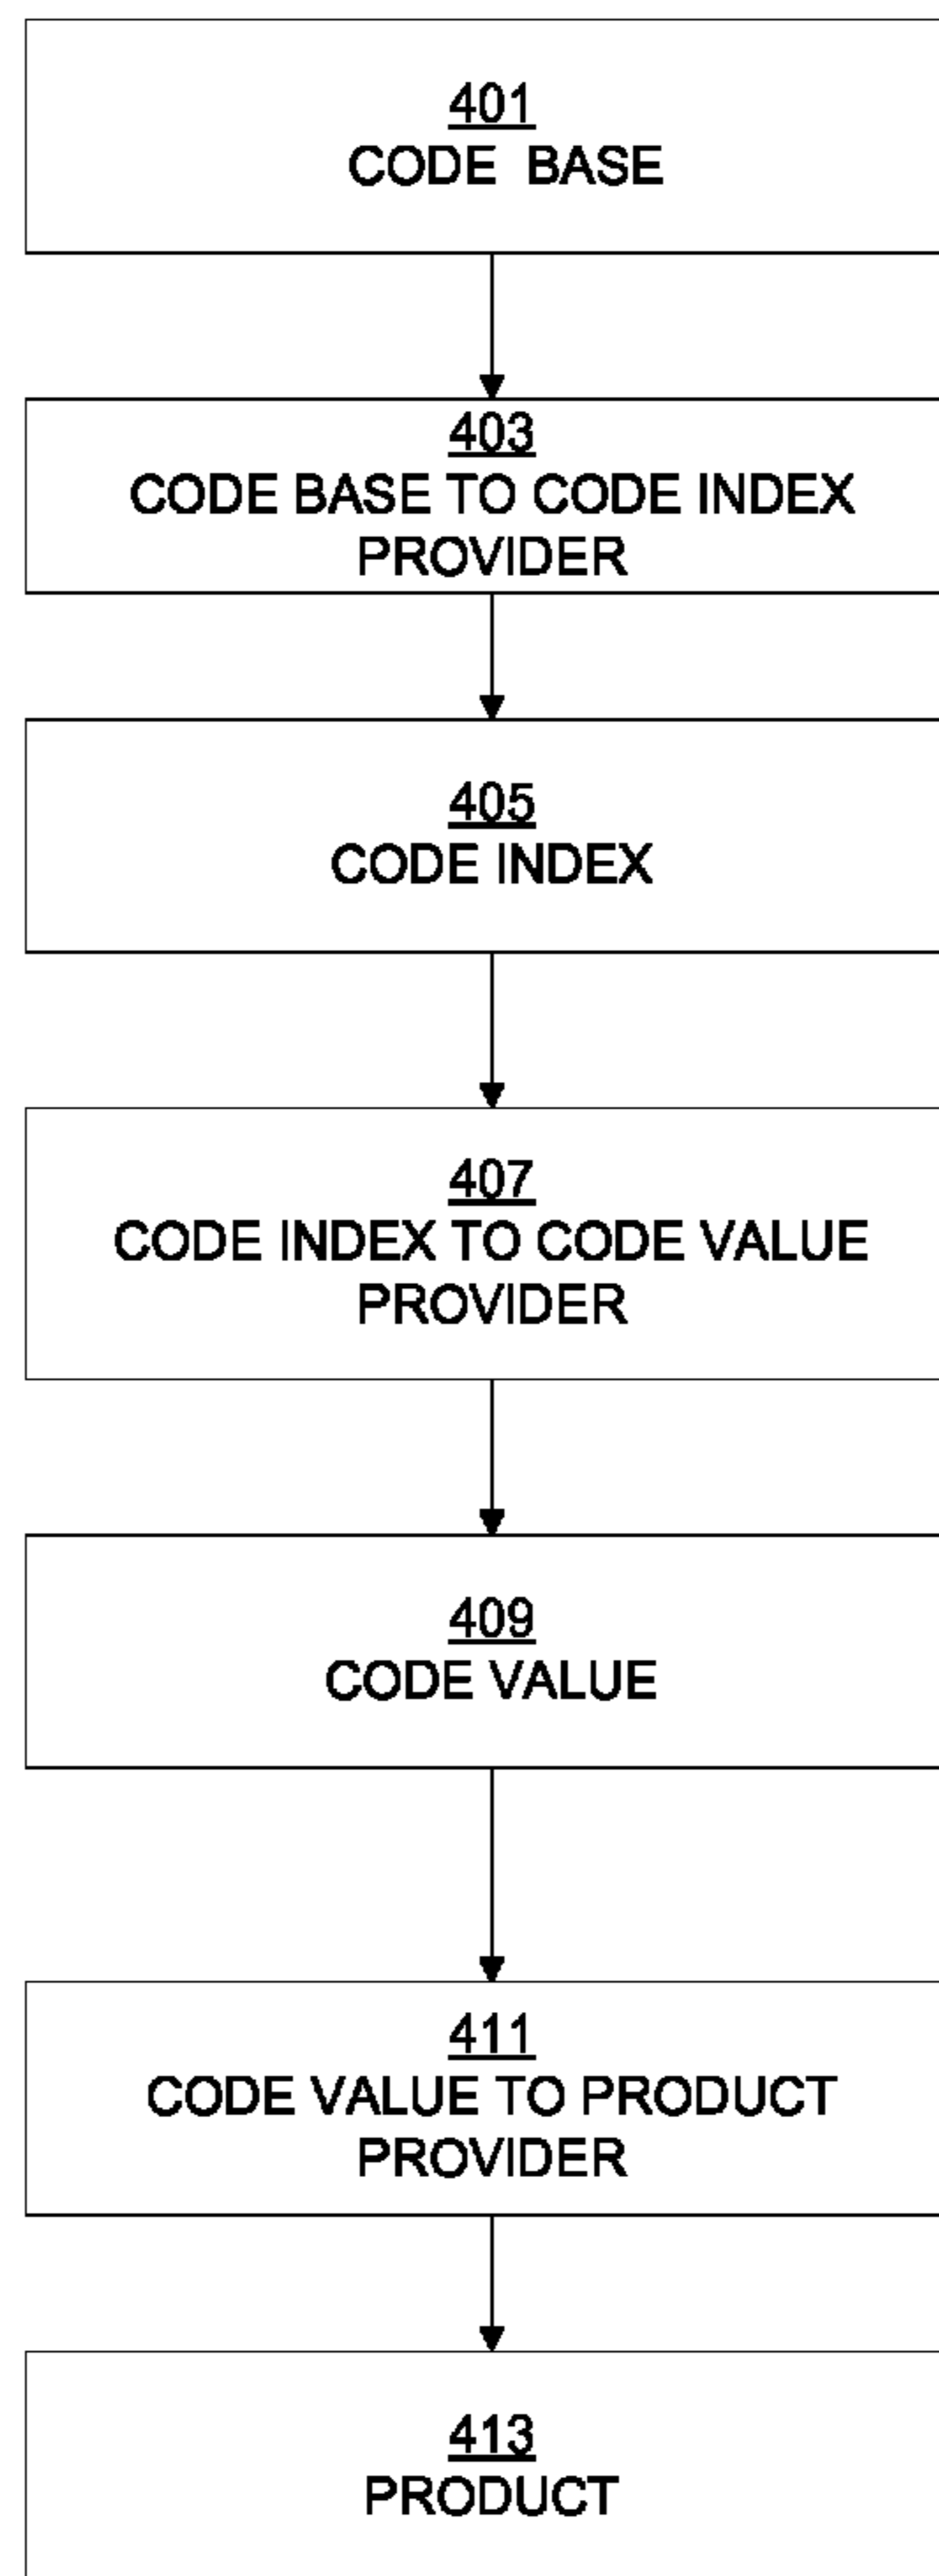 401
CODE BASE
403
CODE BASE TO CODE INDEX
PROVIDER
405
CODE INDEX
407
CODE INDEX TO CODE VALUE
PROVIDER
409
CODE VALUE
411
CODE VALUE TO PRODUCT
PROVIDER
413
PRODUCT